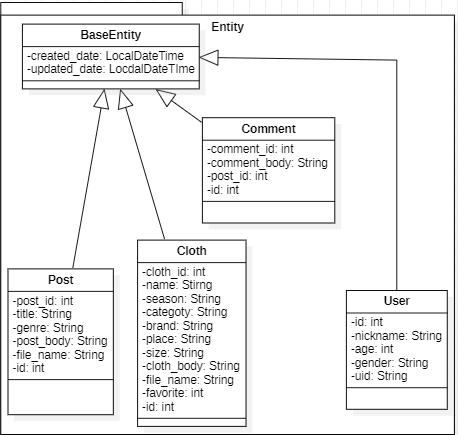 Entity
BaseEntity
-created_date: LocalDateTime
-updated_date: LocdalDateTIme
Comment
-comment_id: int
-comment_body: String
-post_id: int
-id: int
Cloth
-cloth_id: int
-name: Strirng
-season: Strirng
-categoty: String
-brand: String
-place: String
-size: String
-cloth_body: String
-file_name: String
-favorite: int
-id: int
Post
-post_id: int
-title: String
-genre: String
-post_body: String
-file_name: String
-id: int
User
-id: int
-nickname: String
-age: int
-gender: String
-uid: String